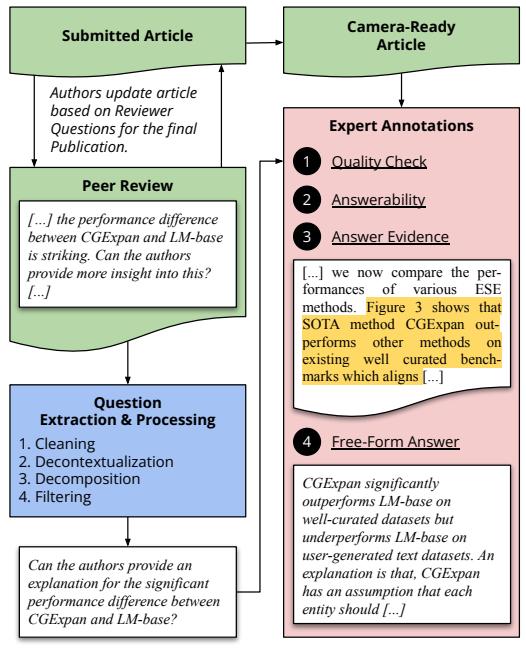 Submitted Article
Authors update article
based on Reviewer
Questions for the final
Publication.
Peer Review
[...] the performance difference
between CGExpan and LM-base
is striking. Can the authors
provide more insight into this?
[...]
Question
Extraction & Processing
1. Cleaning
2. Decontextualization
3. Decomposition
4. Filtering
Can the authors provide an
explanation for the significant
performance difference between
CGExpan and LM-base?
Camera-Ready
Article
Expert Annotations
1 Quality Check
2 Answerability
3 Answer Evidence
[...] we now compare the per-
formances of various ESE
methods. Figure 3 shows that
SOTA method CGExpan out-
performs other methods on
existing well curated bench-
marks which aligns [...]
4 Free-Form Answer
CGExpan significantly
outperforms LM-base on
well-curated datasets but
underperforms LM-base on
user-generated text datasets. An
explanation is that, CGExpan
has an assumption that each
entity should [...]